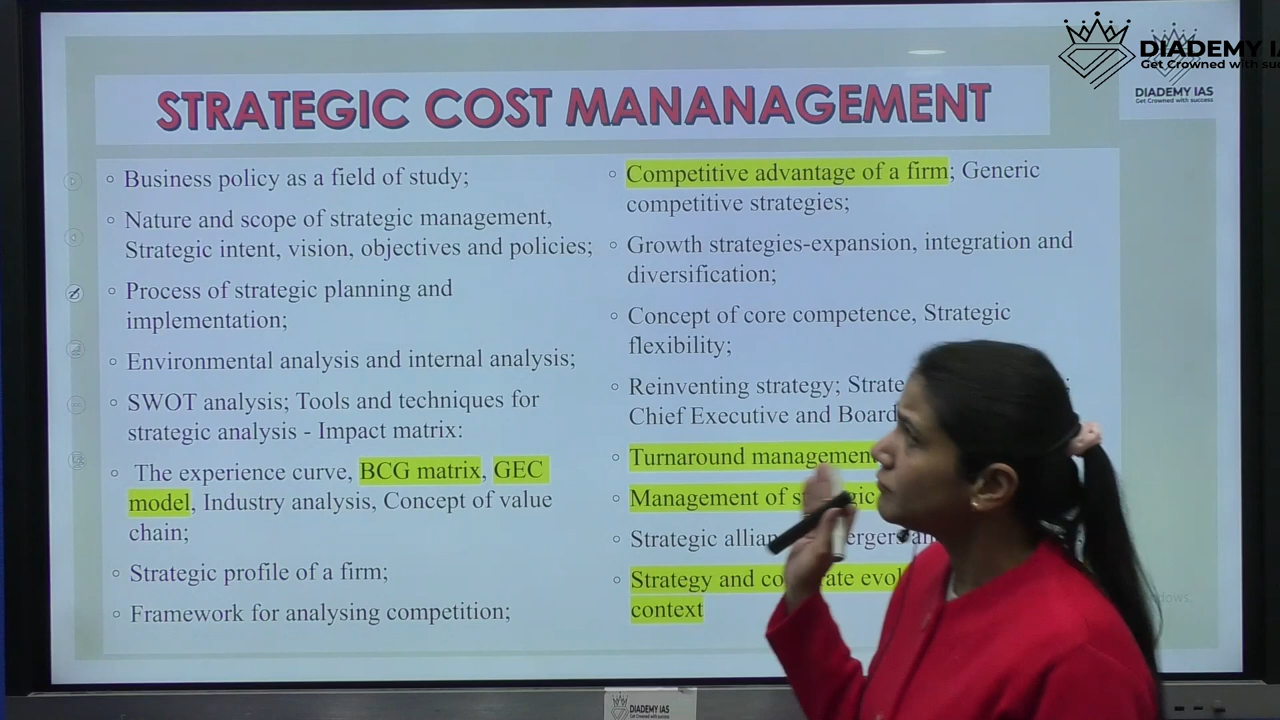 DIADEMY
Get Crowned with
DIADEMY IAS
Get Crowned with success
STRATEGIC COST MANANAGEMENT
Business policy as a field of study;
Nature and scope of strategic management,
Strategic intent, vision, objectives and policies;
Process of strategic planning and
implementation;
Environmental analysis and internal analysis;
SWOT analysis; Tools and techniques for
strategic analysis - Impact matrix:
The experience curve, BCG matrix, GEC
model, Industry analysis, Concept of value
chain;
Strategic profile of a firm;
Framework for analysing competition;
Competitive advantage of a firm; Generic
competitive strategies;
Growth strategies-expansion, integration and
diversification;
Concept of core competence, Strategic
flexibility;
Reinventing strategy;
Chief Executive and Board
Turnaround
Management of
Strategic
Strategy and
context
DIADEMY IAS
Get Crowned with success